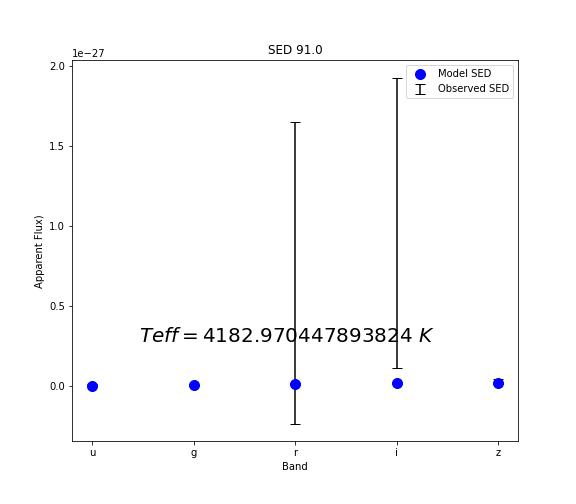 SED 91.0
1e−27
Model SED
Observed SED
2.0
1.5
1.0
0.5
0.0
Apparent Flux)
Teff = 4182.970447893824 K
u g r i z
Band